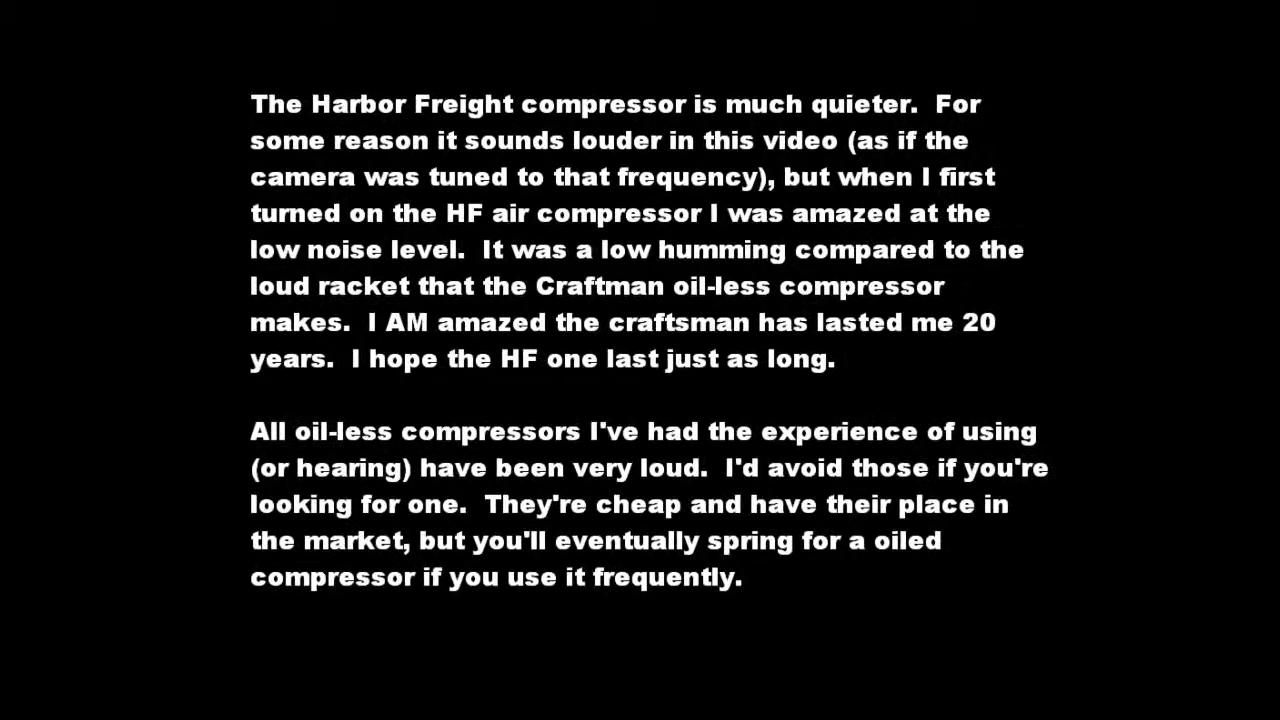 The Harbor Freight compressor is much quieter.  For
some reason it sounds louder in this video (as if the
camera was tuned to that frequency), but when I first
turned on the HF air compressor I was amazed at the
low noise level.  It was a low humming compared to the
loud racket that the Craftman oil-less compressor
makes.  I AM amazed the craftsman has lasted me 20
years.  I hope the HF one last just as long.
All oil-less compressors I've had the experience of using
(or hearing) have been very loud.  I'd avoid those if you're
looking for one.  They're cheap and have their place in
the market, but you'll eventually spring for a oiled
compressor if you use it frequently.